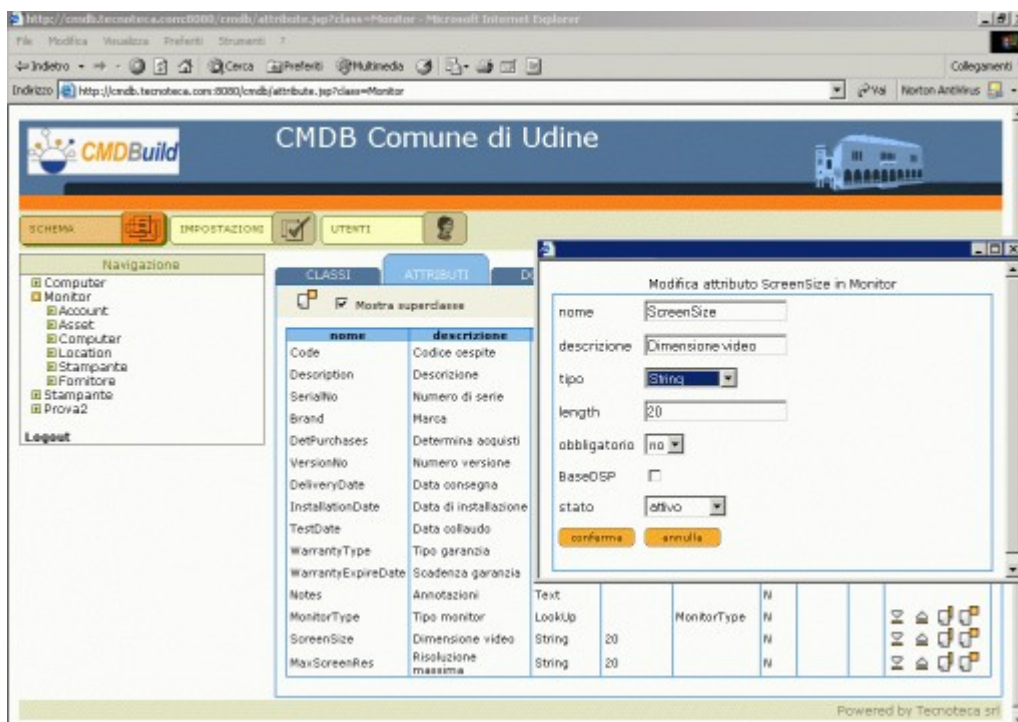 http://cmdb.tecnoteca.com:8080/cmdb/attribute.jsp?class=Monitor - Microsoft Internet Explorer
File Modifica Visualizza Preferiti Strumenti ?
Indietro Cerca Preferiti Multimedia Collegamenti
Indirizzo http://cmdb.tecnoteca.com:8080/cmdb/attribute.jsp?class=Monitor Vai Norton AntiVirus
CMDBuild
CMDB Comune di Udine
SCHEMA IMPOSTAZIONI UTENTI
Navigazione
Computer
Monitor
Account
Asset
Computer
Location
Stampante
Fornitore
Stampante
Prova2
Logout
CLASSI ATTRIBUTI
Mostra superclasse
nome descrizione
Code Codice cespite
Description Descrizione
SerialNo Numero di serie
Brand Marca
DetPurchases Determina acquisti
VersionNo Numero versione
DeliveryDate Data consegna
InstallationDate Data di installazione
TestDate Data collaudo
WarrantyType Tipo garanzia
WarrantyExpireDate Scadenza garanzia
Notes Annotazioni Text N
MonitorType Tipo monitor LookUp MonitorType N
ScreenSize Dimensione video String 20 N
MaxScreenRes Risoluzione massima String 20 N
Modifica attributo ScreenSize in Monitor
nome ScreenSize
descrizione Dimensione video
tipo String
length 20
obbligatorio no
BaseDSP
stato attivo
conferma annulla
Powered by Tecnoteca srl